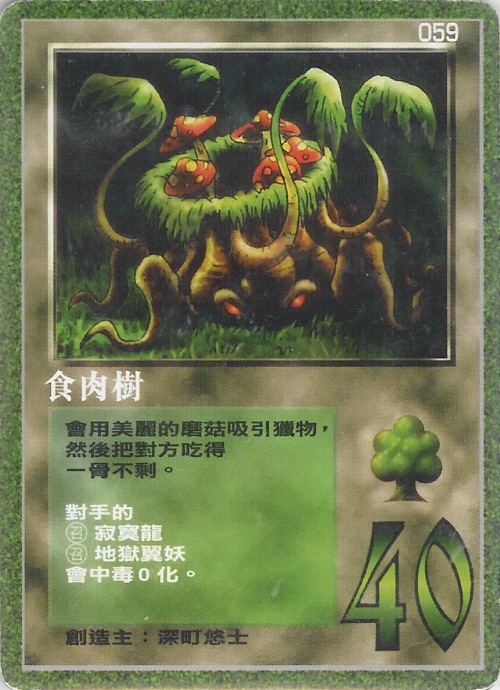 059
食肉樹
會用美麗的磨菇吸引獵物，
然後把對方吃得
一骨不剩。
對手的
召 寂寞龍
召 地獄翼妖
會中毒0化。
40
創造主：深町悠士